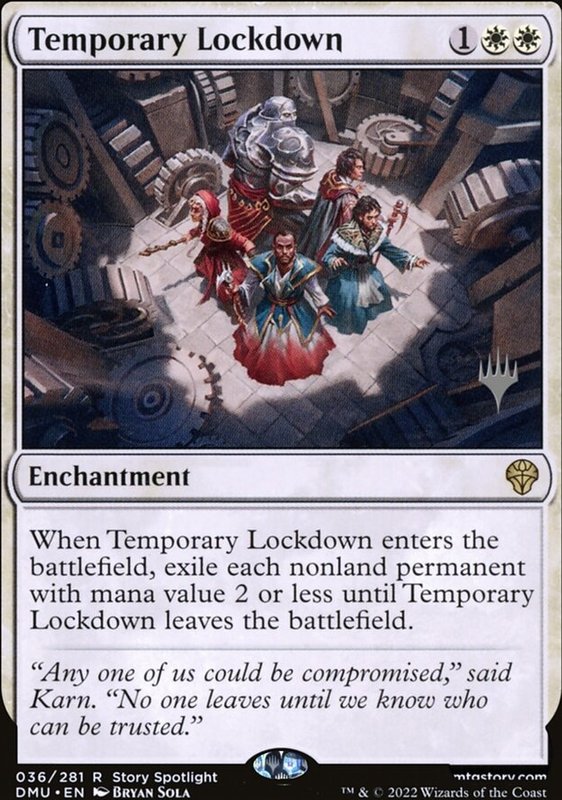 Temporary Lockdown 1
Enchantment
When Temporary Lockdown enters the
battlefield, exile each nonland permanent
with mana value 2 or less until Temporary
Lockdown leaves the battlefield.
“Any one of us could be compromised,” said
Karn. “No one leaves until we know who
can be trusted.”
036/281 R Story Spotlight
mtgstory.com
DMU • EN Bryan Sola
™ & © 2022 Wizards of the Coast